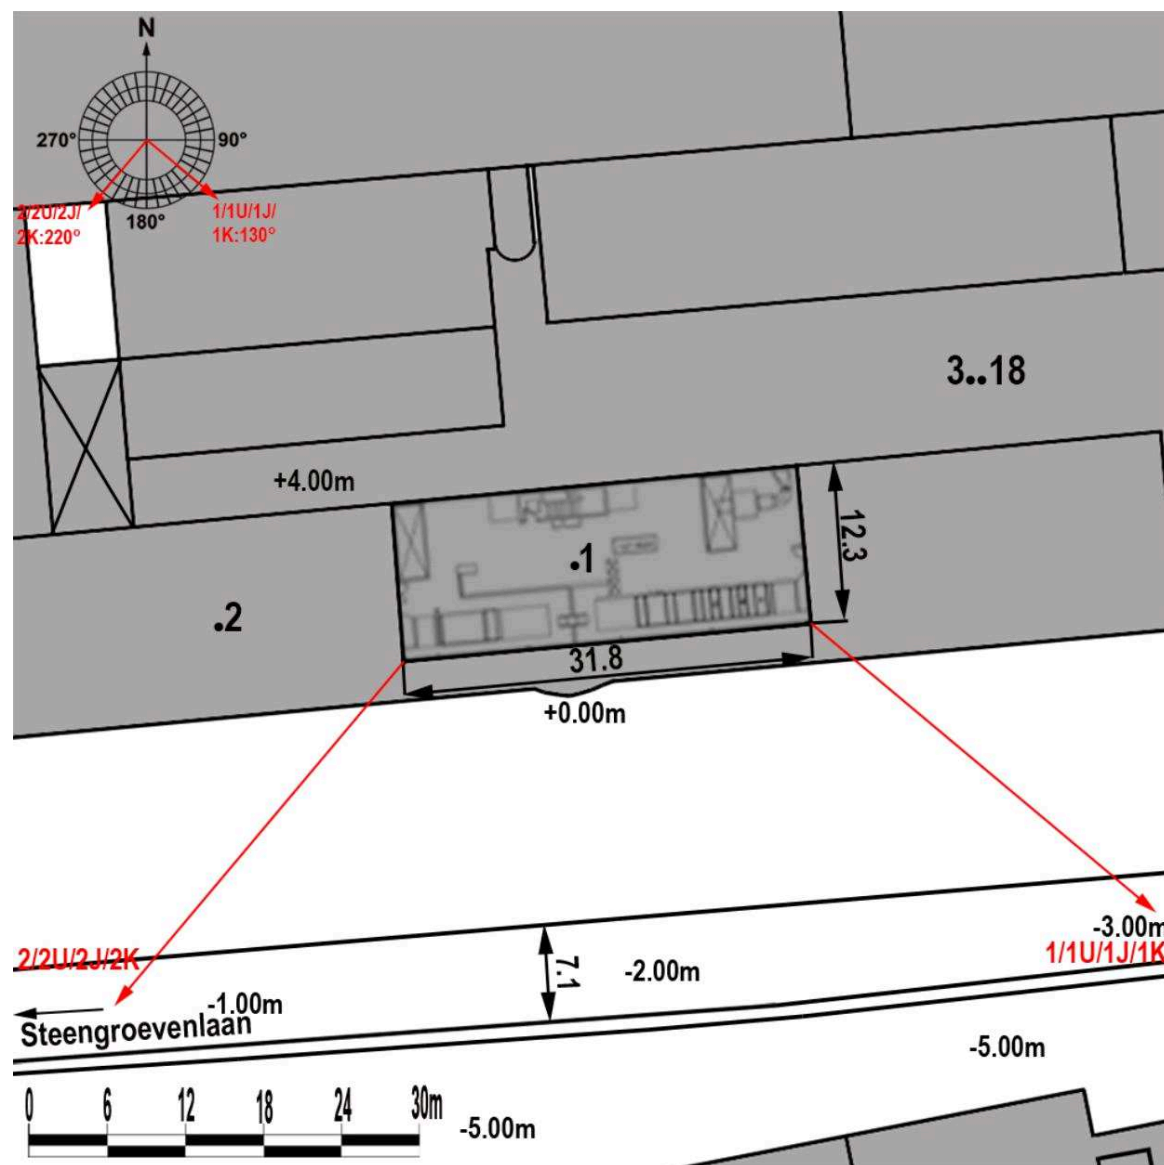 N
270°
90°
2/2U/2J/
2K:220°
180°
1/1U/1J/
1K:130°
3..18
+4.00m
.1
12.3
.2
31.8
+0.00m
-3.00m
2/2U/2J/2K
1/1U/1J/1K
7.1
-2.00m
-1.00m
Steengroevenlaan
-5.00m
0 6 12 18 24 30m
-5.00m